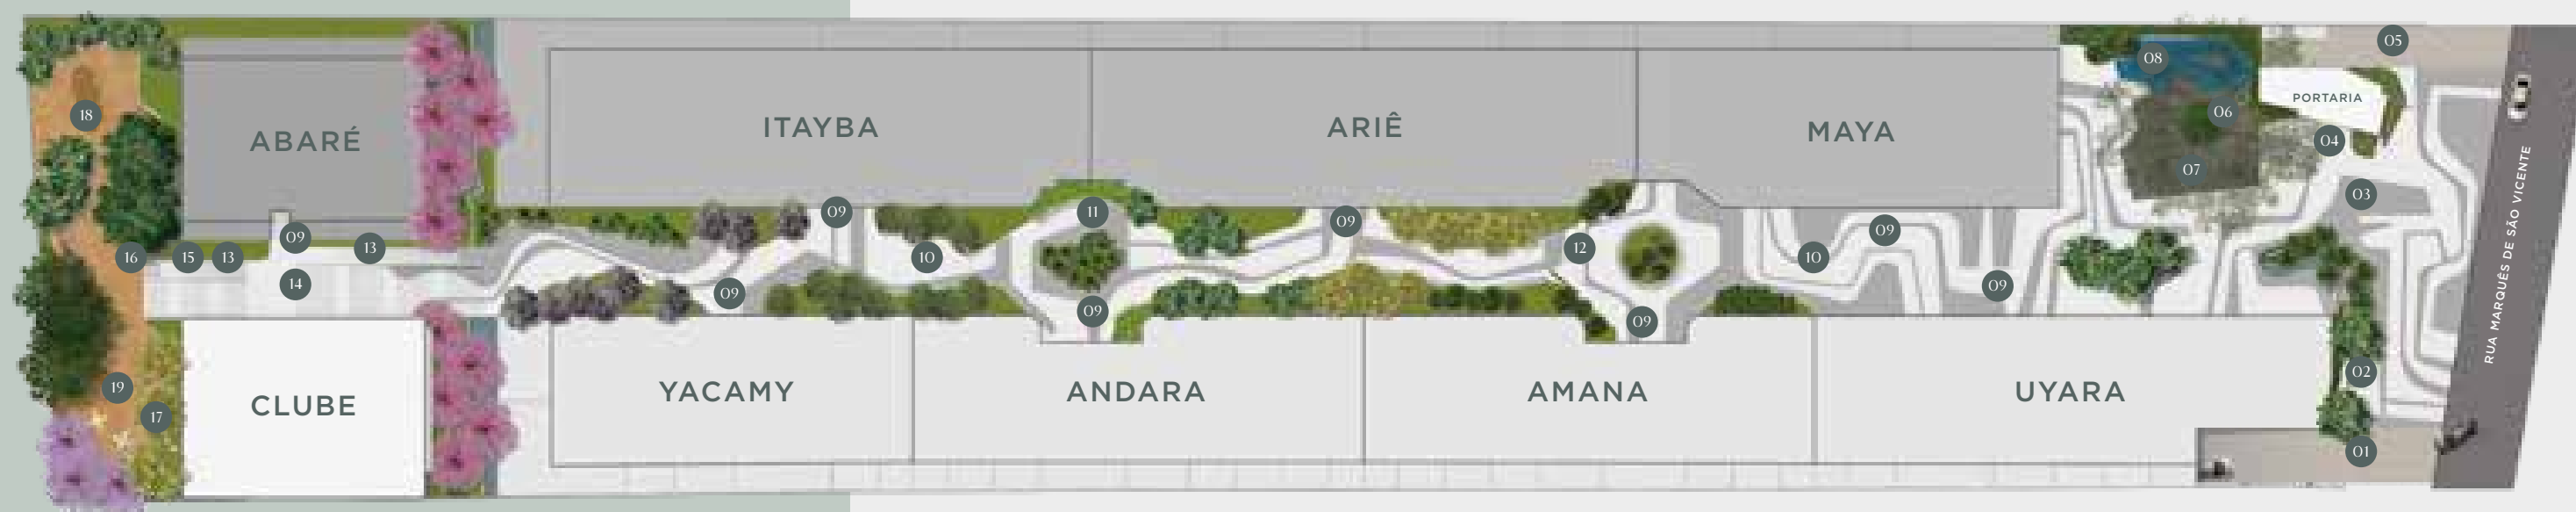 05
08
PORTARIA
18
06
ITAYBA
ARIÊ
MAYA
ABARÉ
04
07
03
09
11
09
09
09
13
12
16
15
13
10
10
14
09
09
09
09
RUA MARQUÊS DE SÃO VICENTE
02
19
YACAMY
ANDARA
AMANA
UYARA
CLUBE
17
01